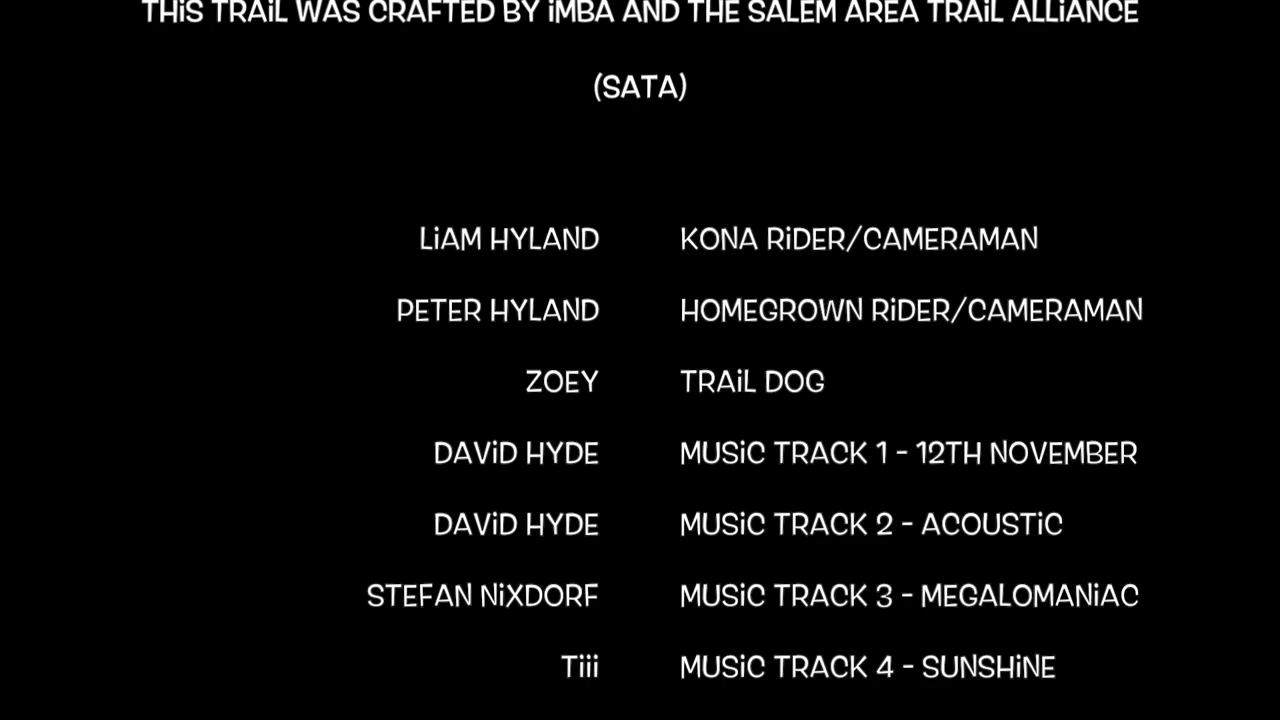 THiS TRAiL WAS CRAFTED BY iMBA AND THE SALEM AREA TRAiL ALLiANCE
(SATA)
LiAM HYLAND KONA RiDER/CAMERAMAN
PETER HYLAND HOMEGROWN RiDER/CAMERAMAN
ZOEY TRAiL DOG
DAViD HYDE MUSiC TRACK 1 - 12TH NOVEMBER
DAViD HYDE MUSiC TRACK 2 - ACOUSTiC
STEFAN NiXDORF MUSiC TRACK 3 - MEGALOMANiAC
Tiii MUSiC TRACK 4 - SUNSHiNE